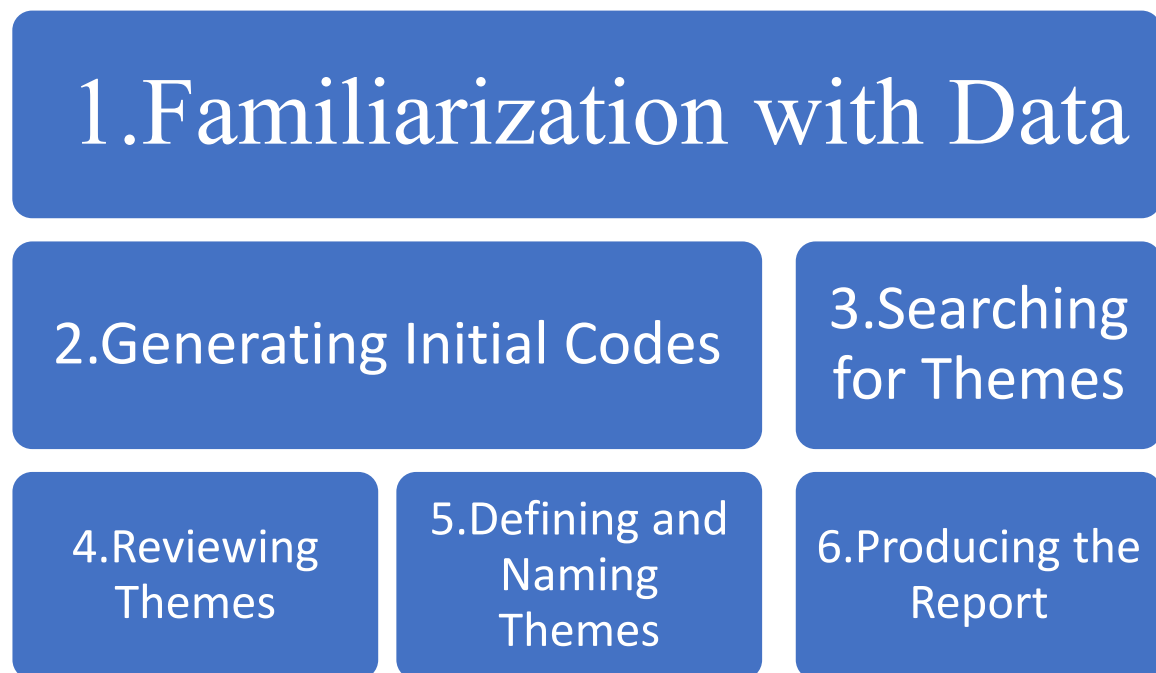 1.Familiarization with Data
2.Generating Initial Codes
3.Searching
for Themes
4.Reviewing
Themes
5.Defining and
Naming
Themes
6.Producing the
Report